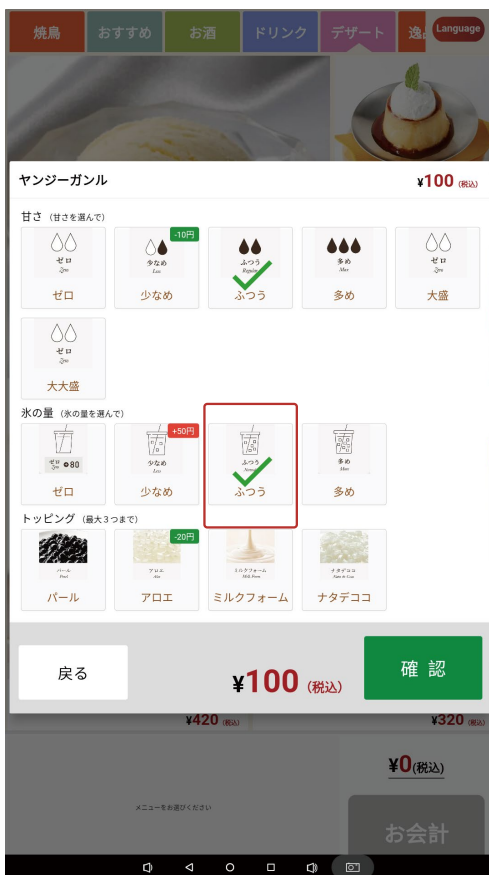 焼鳥 おすすめ お酒 ドリンク デザート 逸品 Language
ヤンジーガンル ¥100 (税込)
甘さ (甘さを選んで)
-10円
ゼロ 少なめ ふつう 多め ゼロ
Zero Less Regular More Zero
ゼロ 少なめ ふつう 多め 大盛
ゼロ
Zero
大大盛
氷の量 (氷の量を選んで)
+50円
ゼロ 80 少なめ ふつう 多め
Less Normal More
ゼロ 少なめ ふつう 多め
トッピング (最大3つまで)
-20円
パール アロエ ミルクフォーム ナタデココ
Pearl Aloe Milk Foam
パール アロエ ミルクフォーム ナタデココ
戻る ¥100 (税込) 確認
¥420 (税込) ¥320 (税込)
¥0(税込)
メニューをお選びください
お会計